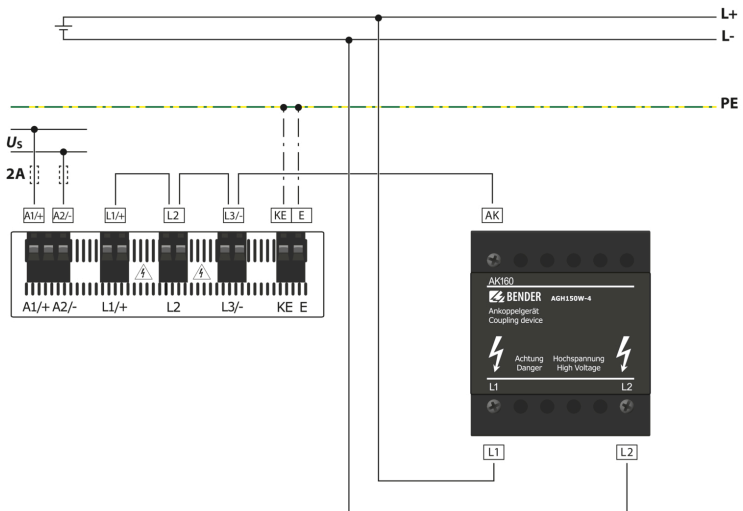 L+
L-
PE
Us
2A
A1/+ A2/- L1/+ L2 L3/- KE E
AK
A1/+ A2/- L1/+ L2 L3/- KE E
AK160
BENDER AGH150W-4
Ankoppelgerät
Coupling device
Achtung Hochspannung
Danger High Voltage
L1 L2
L1 L2